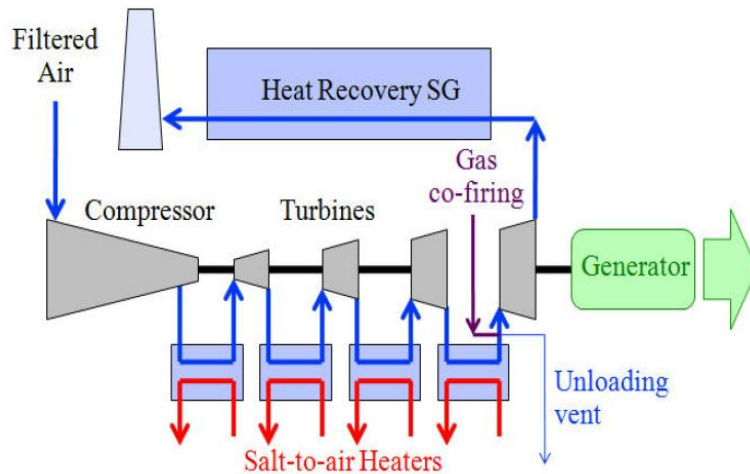 Filtered
Air
Heat Recovery SG
Gas
co-firing
Compressor
Turbines
Generator
Unloading
vent
Salt-to-air Heaters